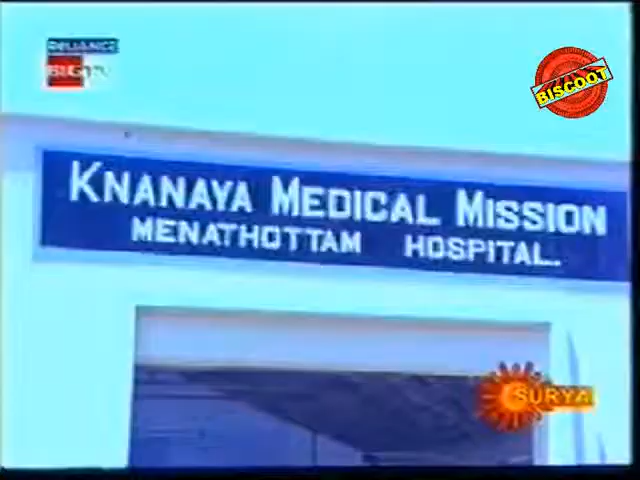 RELIANCE
BIG TV
BISCOOT
KNANAYA MEDICAL MISSION
MENATHOTTAM HOSPITAL.
SURYA